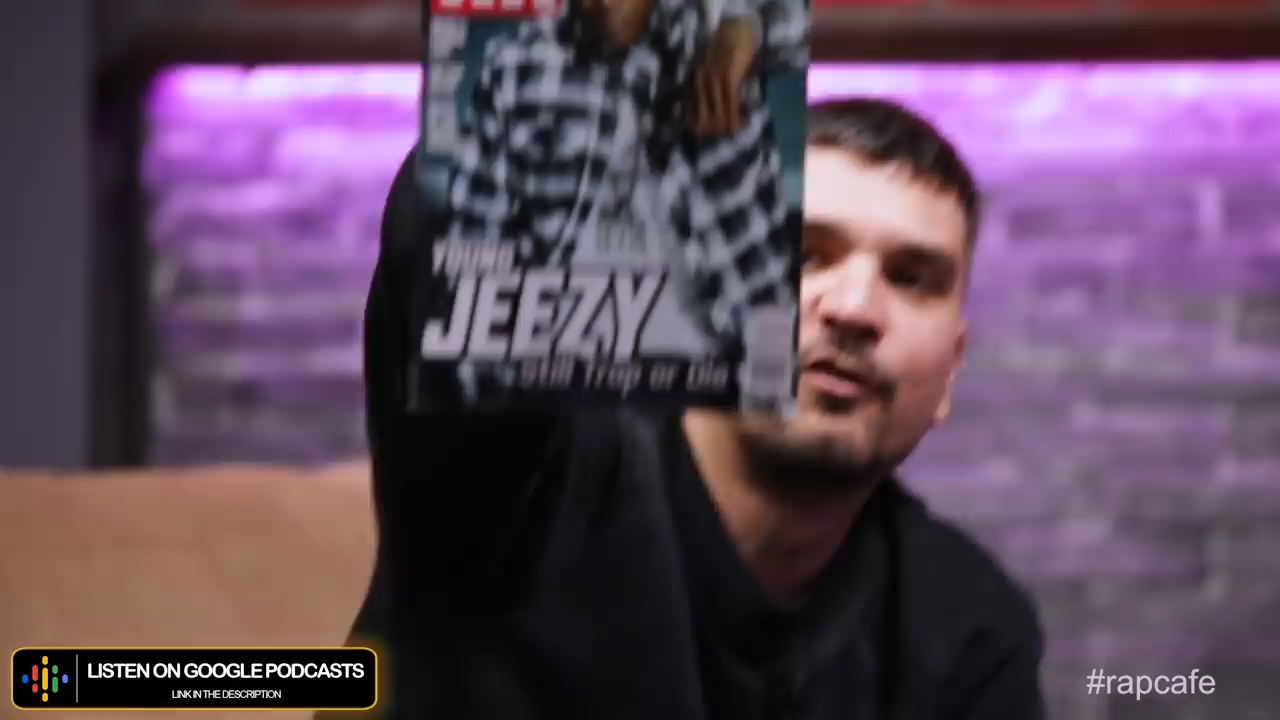 YOUNG
JEEZY
Still Trap or Die
LISTEN ON GOOGLE PODCASTS
LINK IN THE DESCRIPTION
#rapcafe